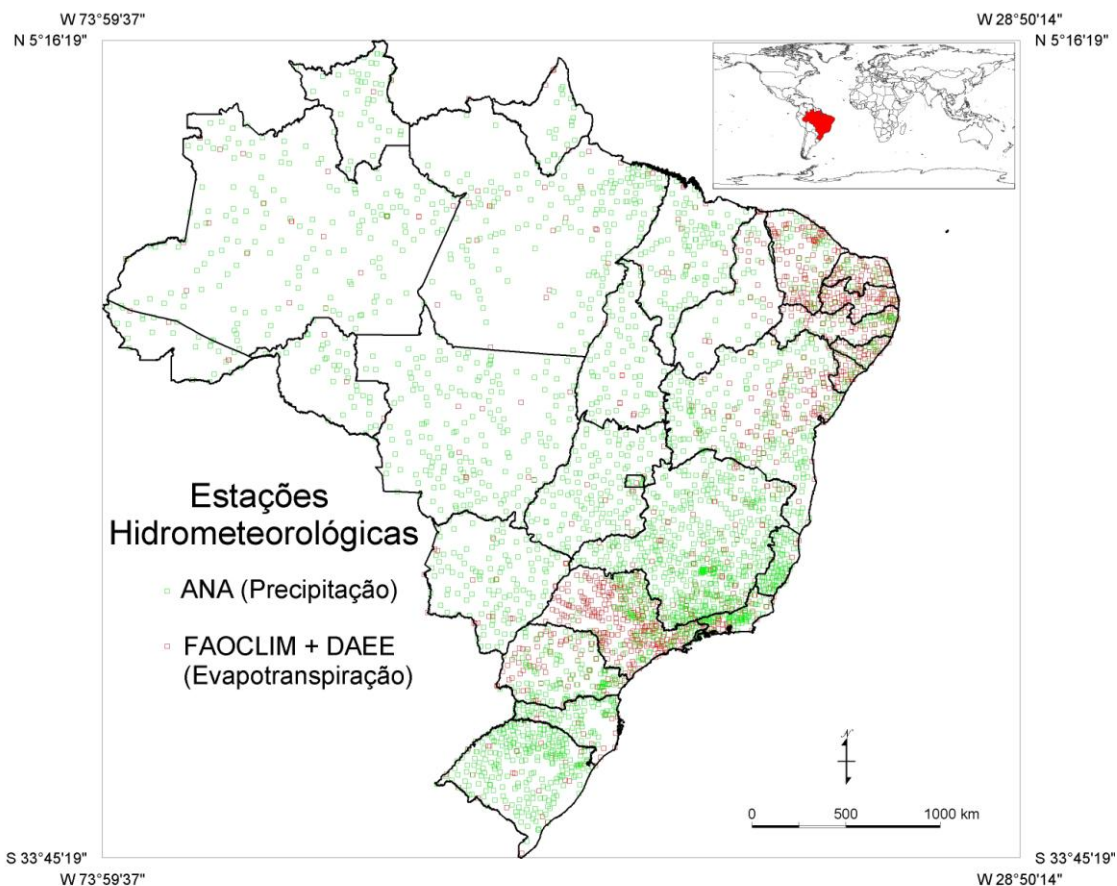 W 73°59'37"
W 28°50'14"
N 5°16'19"
N 5°16'19"
Estações
Hidrometeorológicas
ANA (Precipitação)
FAOCLIM + DAEE
(Evapotranspiração)
N
0 500 1000 km
S 33°45'19"
S 33°45'19"
W 73°59'37"
W 28°50'14"